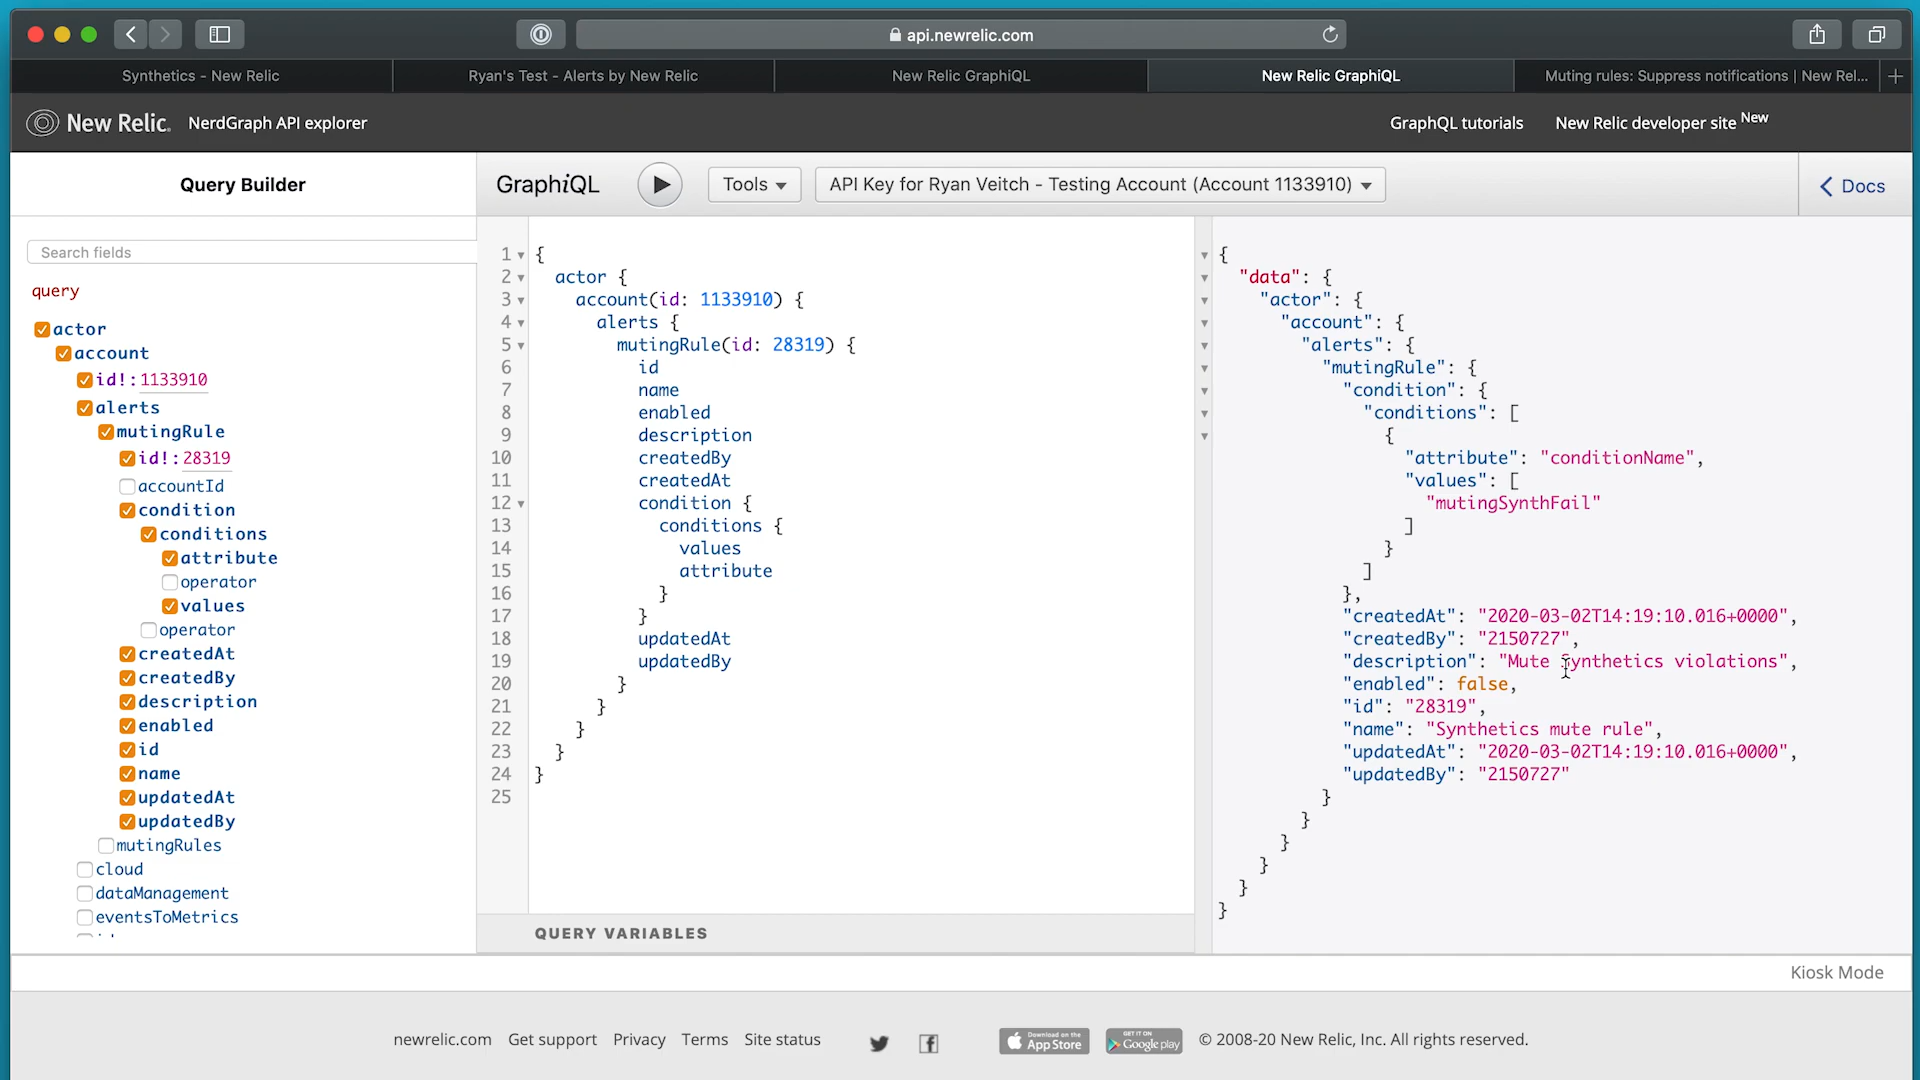 api.newrelic.com
Synthetics - New Relic
Ryan's Test - Alerts by New Relic
New Relic GraphiQL
New Relic GraphiQL
Muting rules: Suppress notifications | New Rel...
New Relic.
NerdGraph API explorer
GraphQL tutorials
New Relic developer site New
Query Builder
GraphiQL
Tools
API Key for Ryan Veitch - Testing Account (Account 1133910)
Docs
Search fields
query
actor
account
id!:1133910
alerts
mutingRule
id!:28319
accountId
condition
conditions
attribute
operator
values
operator
createdAt
createdBy
description
enabled
id
name
updatedAt
updatedBy
mutingRules
cloud
dataManagement
eventsToMetrics
1 {
2 actor {
3 account(id: 1133910) {
4 alerts {
5 mutingRule(id: 28319) {
6 id
7 name
8 enabled
9 description
10 createdBy
11 createdAt
12 condition {
13 conditions {
14 values
15 attribute
16 }
17 }
18 updatedAt
19 updatedBy
20 }
21 }
22 }
23 }
24 }
25
QUERY VARIABLES
{
"data": {
"actor": {
"account": {
"alerts": {
"mutingRule": {
"condition": {
"conditions": [
{
"attribute": "conditionName",
"values": [
"mutingSynthFail"
]
}
]
},
"createdAt": "2020-03-02T14:19:10.016+0000",
"createdBy": "2150727",
"description": "Mute Synthetics violations",
"enabled": false,
"id": "28319",
"name": "Synthetics mute rule",
"updatedAt": "2020-03-02T14:19:10.016+0000",
"updatedBy": "2150727"
}
}
}
}
}
}
Kiosk Mode
newrelic.com
Get support
Privacy
Terms
Site status
Download on the
App Store
GET IT ON
Google play
© 2008-20 New Relic, Inc. All rights reserved.